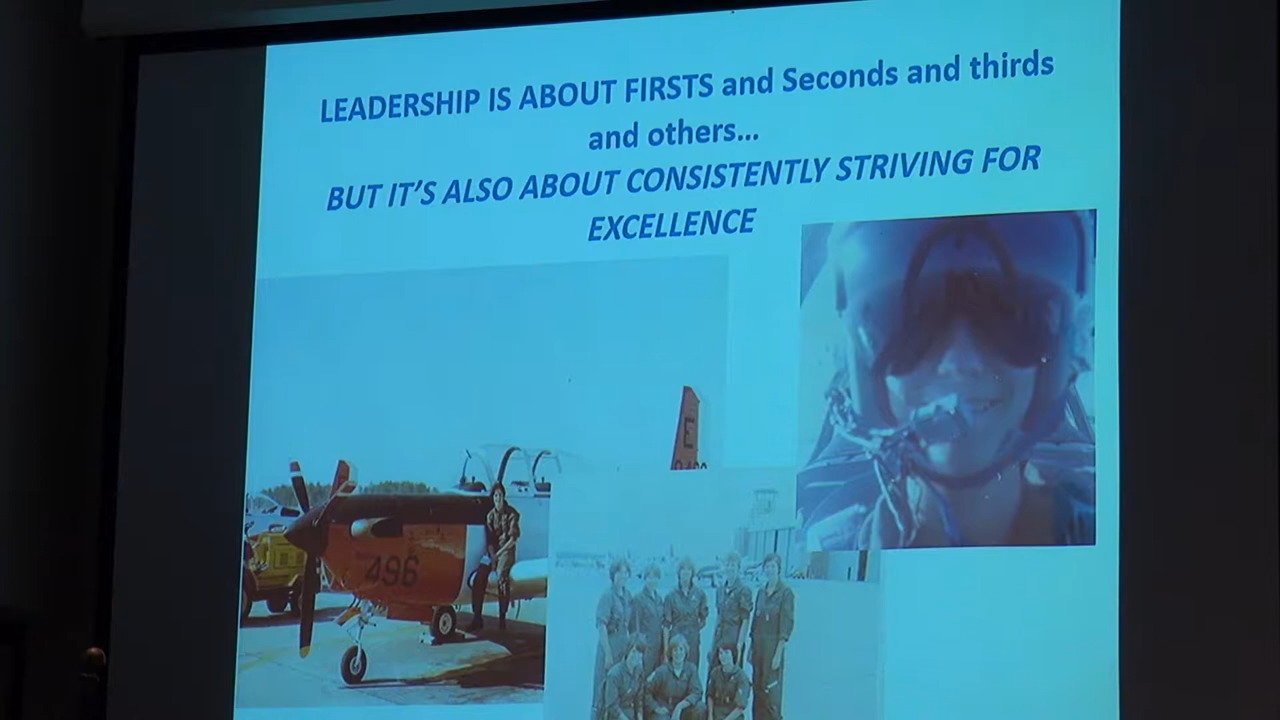 LEADERSHIP IS ABOUT FIRSTS and Seconds and thirds
and others...
BUT IT'S ALSO ABOUT CONSISTENTLY STRIVING FOR
EXCELLENCE
E
496